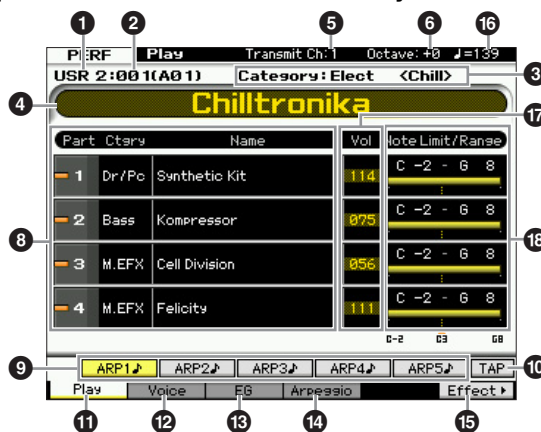 1 2 5 6 16
PERF Play Transmit Ch:1 Octave:+0 ♩=139
USR 2:001(A01) Category:Elect <Chill> 3
4 Chilltronika
17
Part Ctgry Name Vol Note Limit/Range
1 Dr/Pc Synthetic Kit 114 C -2 - G 8
2 Bass Kompressor 075 C -2 - G 8
8 3 M.EFX Cell Division 056 C -2 - G 8 18
4 M.EFX Felicity 111 C -2 - G 8
C-2 C3 G8
9 ARP1♪ ARP2♪ ARP3♪ ARP4♪ ARP5♪ TAP 10
Play Voice EG Arpeggio Effect▶
11 12 13 14 15